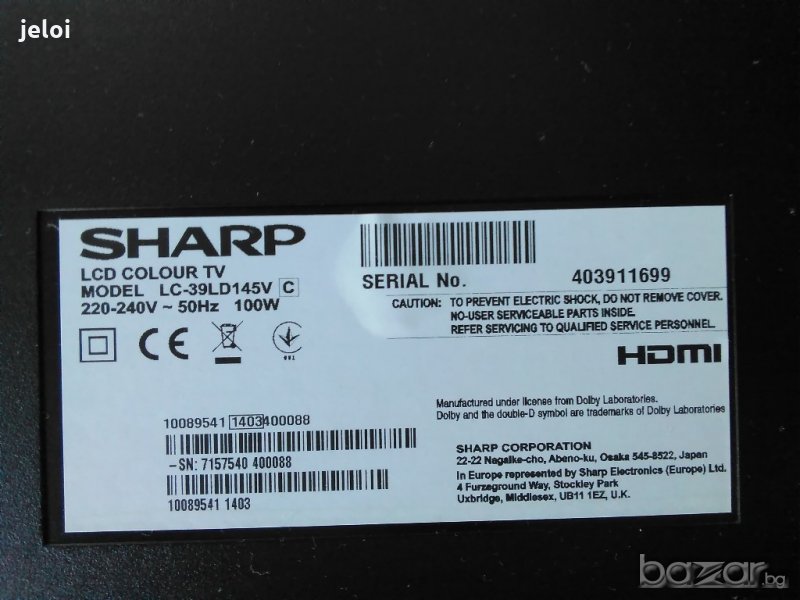 jeloi
SHARP
LCD COLOUR TV
MODEL LC-39LD145V C
220-240V ~ 50Hz 100W
SERIAL No. 403911699
CAUTION: TO PREVENT ELECTRIC SHOCK, DO NOT REMOVE COVER.
NO-USER SERVICEABLE PARTS INSIDE.
REFER SERVICING TO QUALIFIED SERVICE PERSONNEL.
CE
HDMI
10089541 1403400088
-SN: 7157540 400088
10089541 1403
Manufactured under license from Dolby Laboratories.
Dolby and the double-D symbol are trademarks of Dolby Laboratories
SHARP CORPORATION
22-22 Nagaike-cho, Abeno-ku, Osaka 545-8522, Japan
In Europe represented by Sharp Electronics (Europe) Ltd.
4 Furzeground Way, Stockley Park
Uxbridge, Middlesex, UB11 1EZ, U.K.
bazar.bg